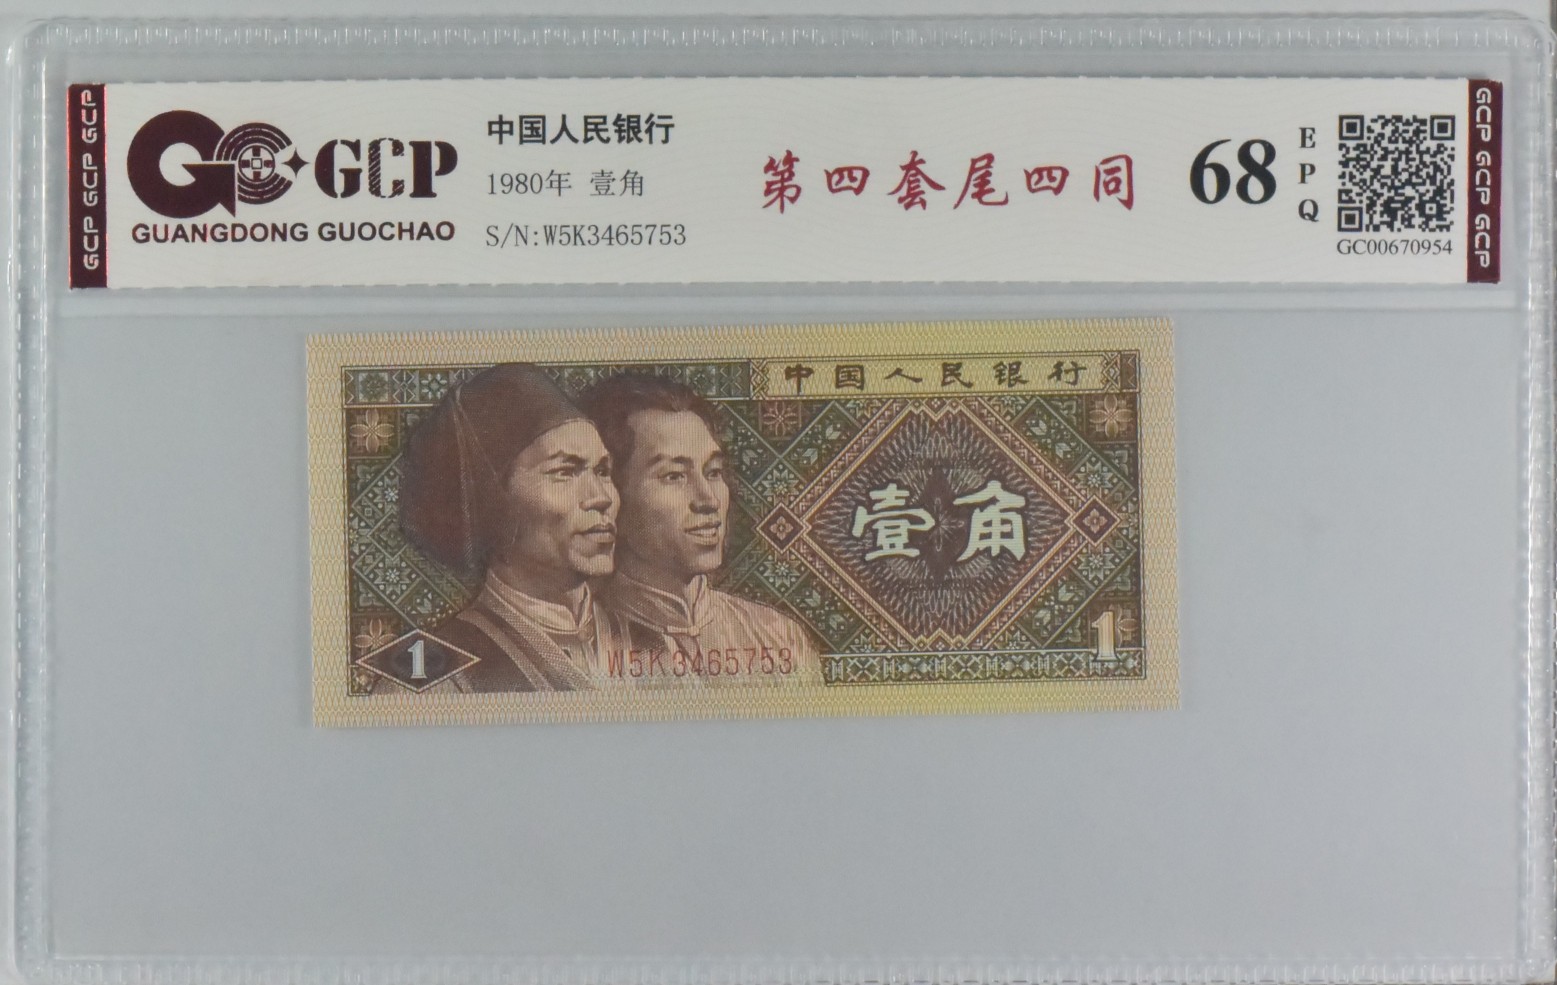 GCP GCP GCP
GCP
GUANGDONG GUOCHAO
中国人民银行
1980年 壹角
S/N:W5K3465753
第四套尾四同
68
EPQ
GC00670954
GCP GCP GCP
中国人民银行
壹角
1
1
W5K3465753